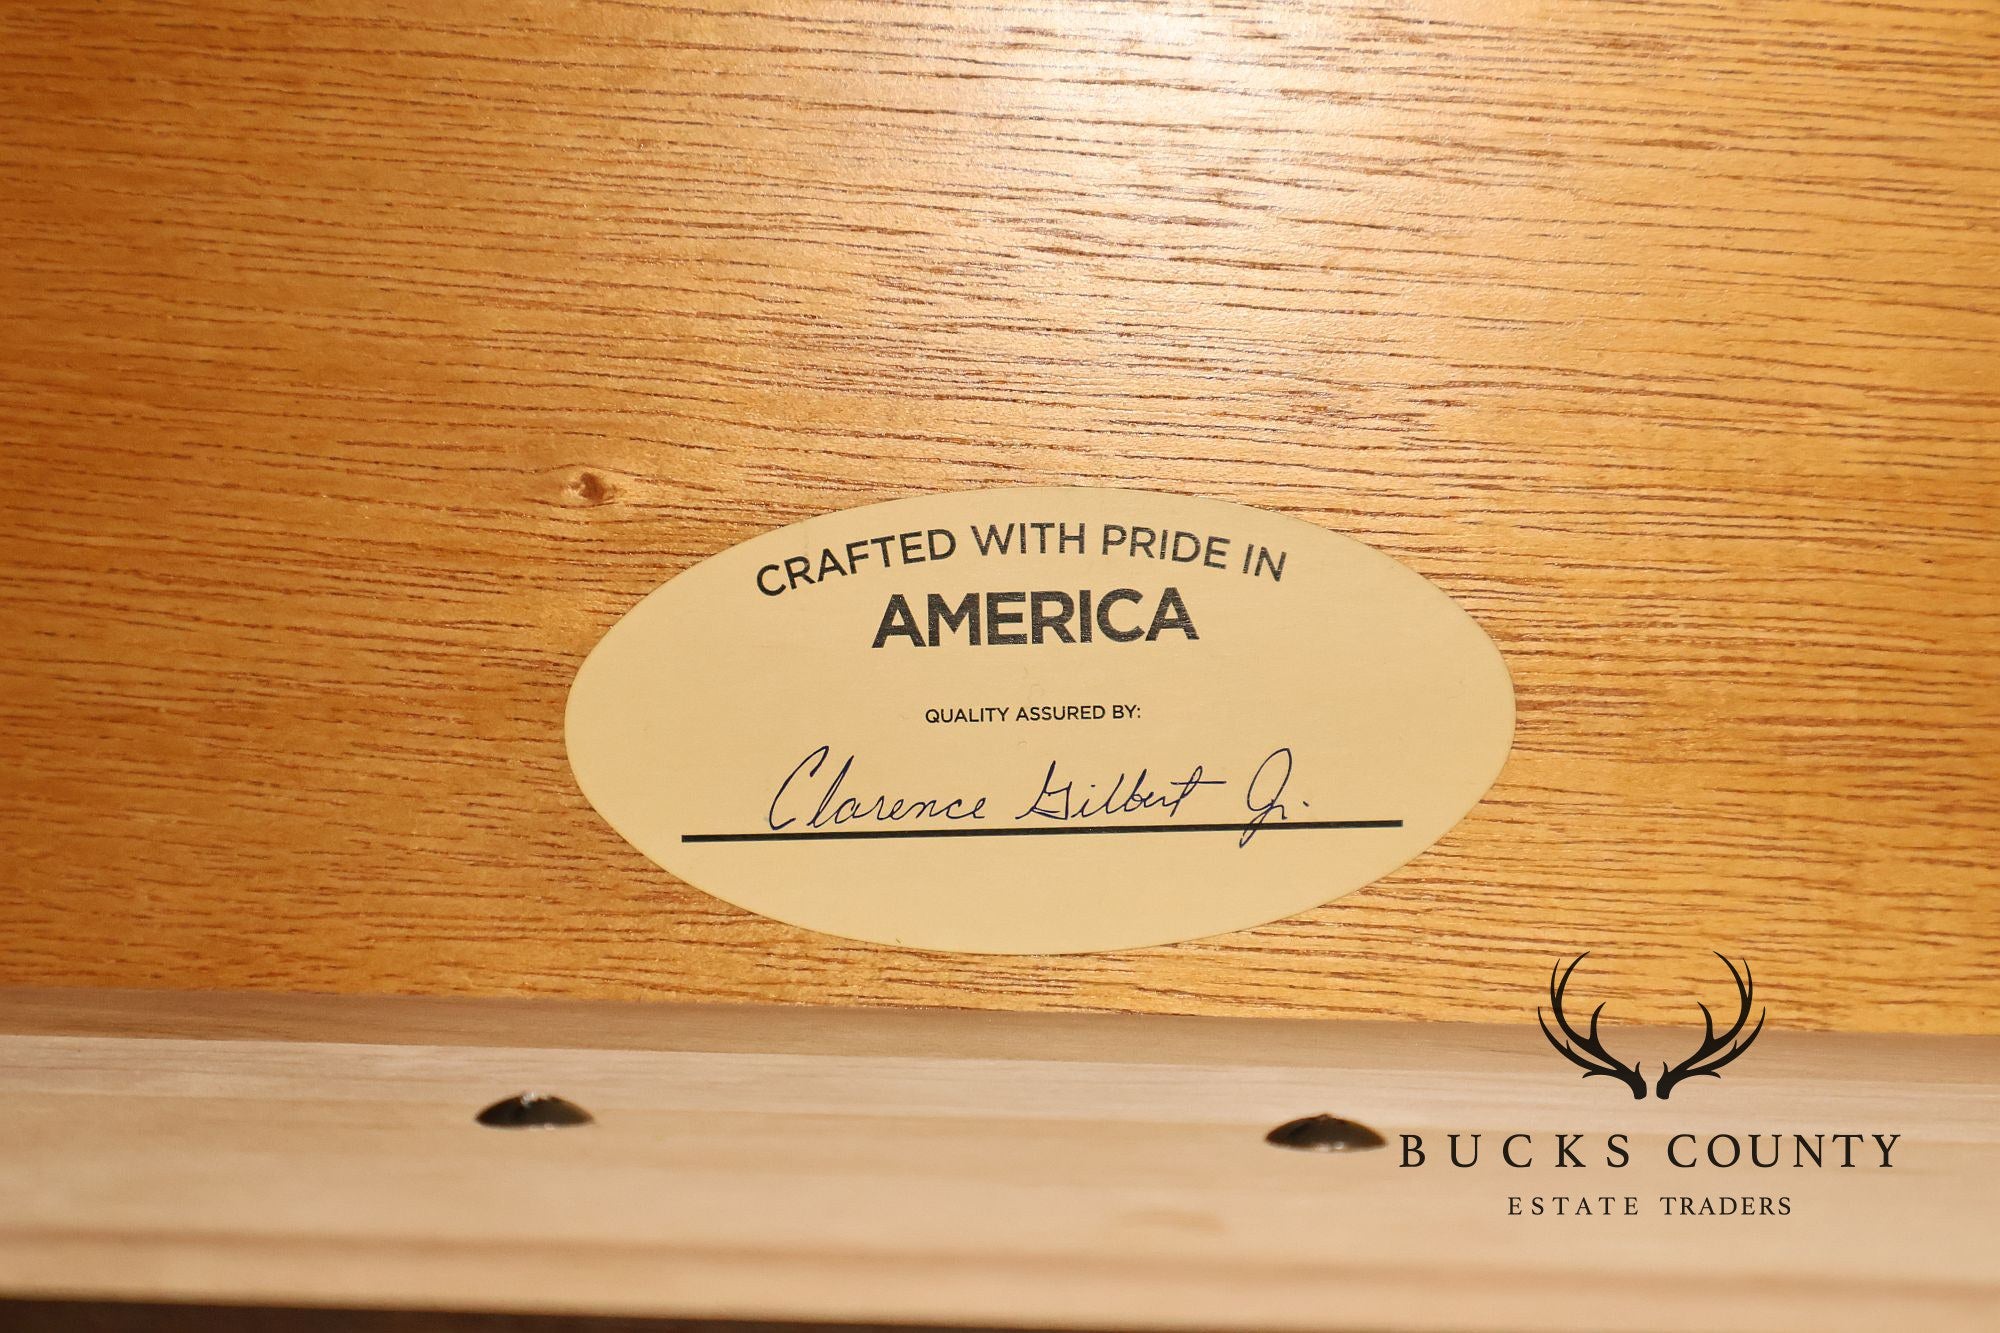 CRAFTED WITH PRIDE IN
AMERICA
QUALITY ASSURED BY:
Clarence Gilbert Jr.
BUCKS COUNTY
ESTATE TRADERS